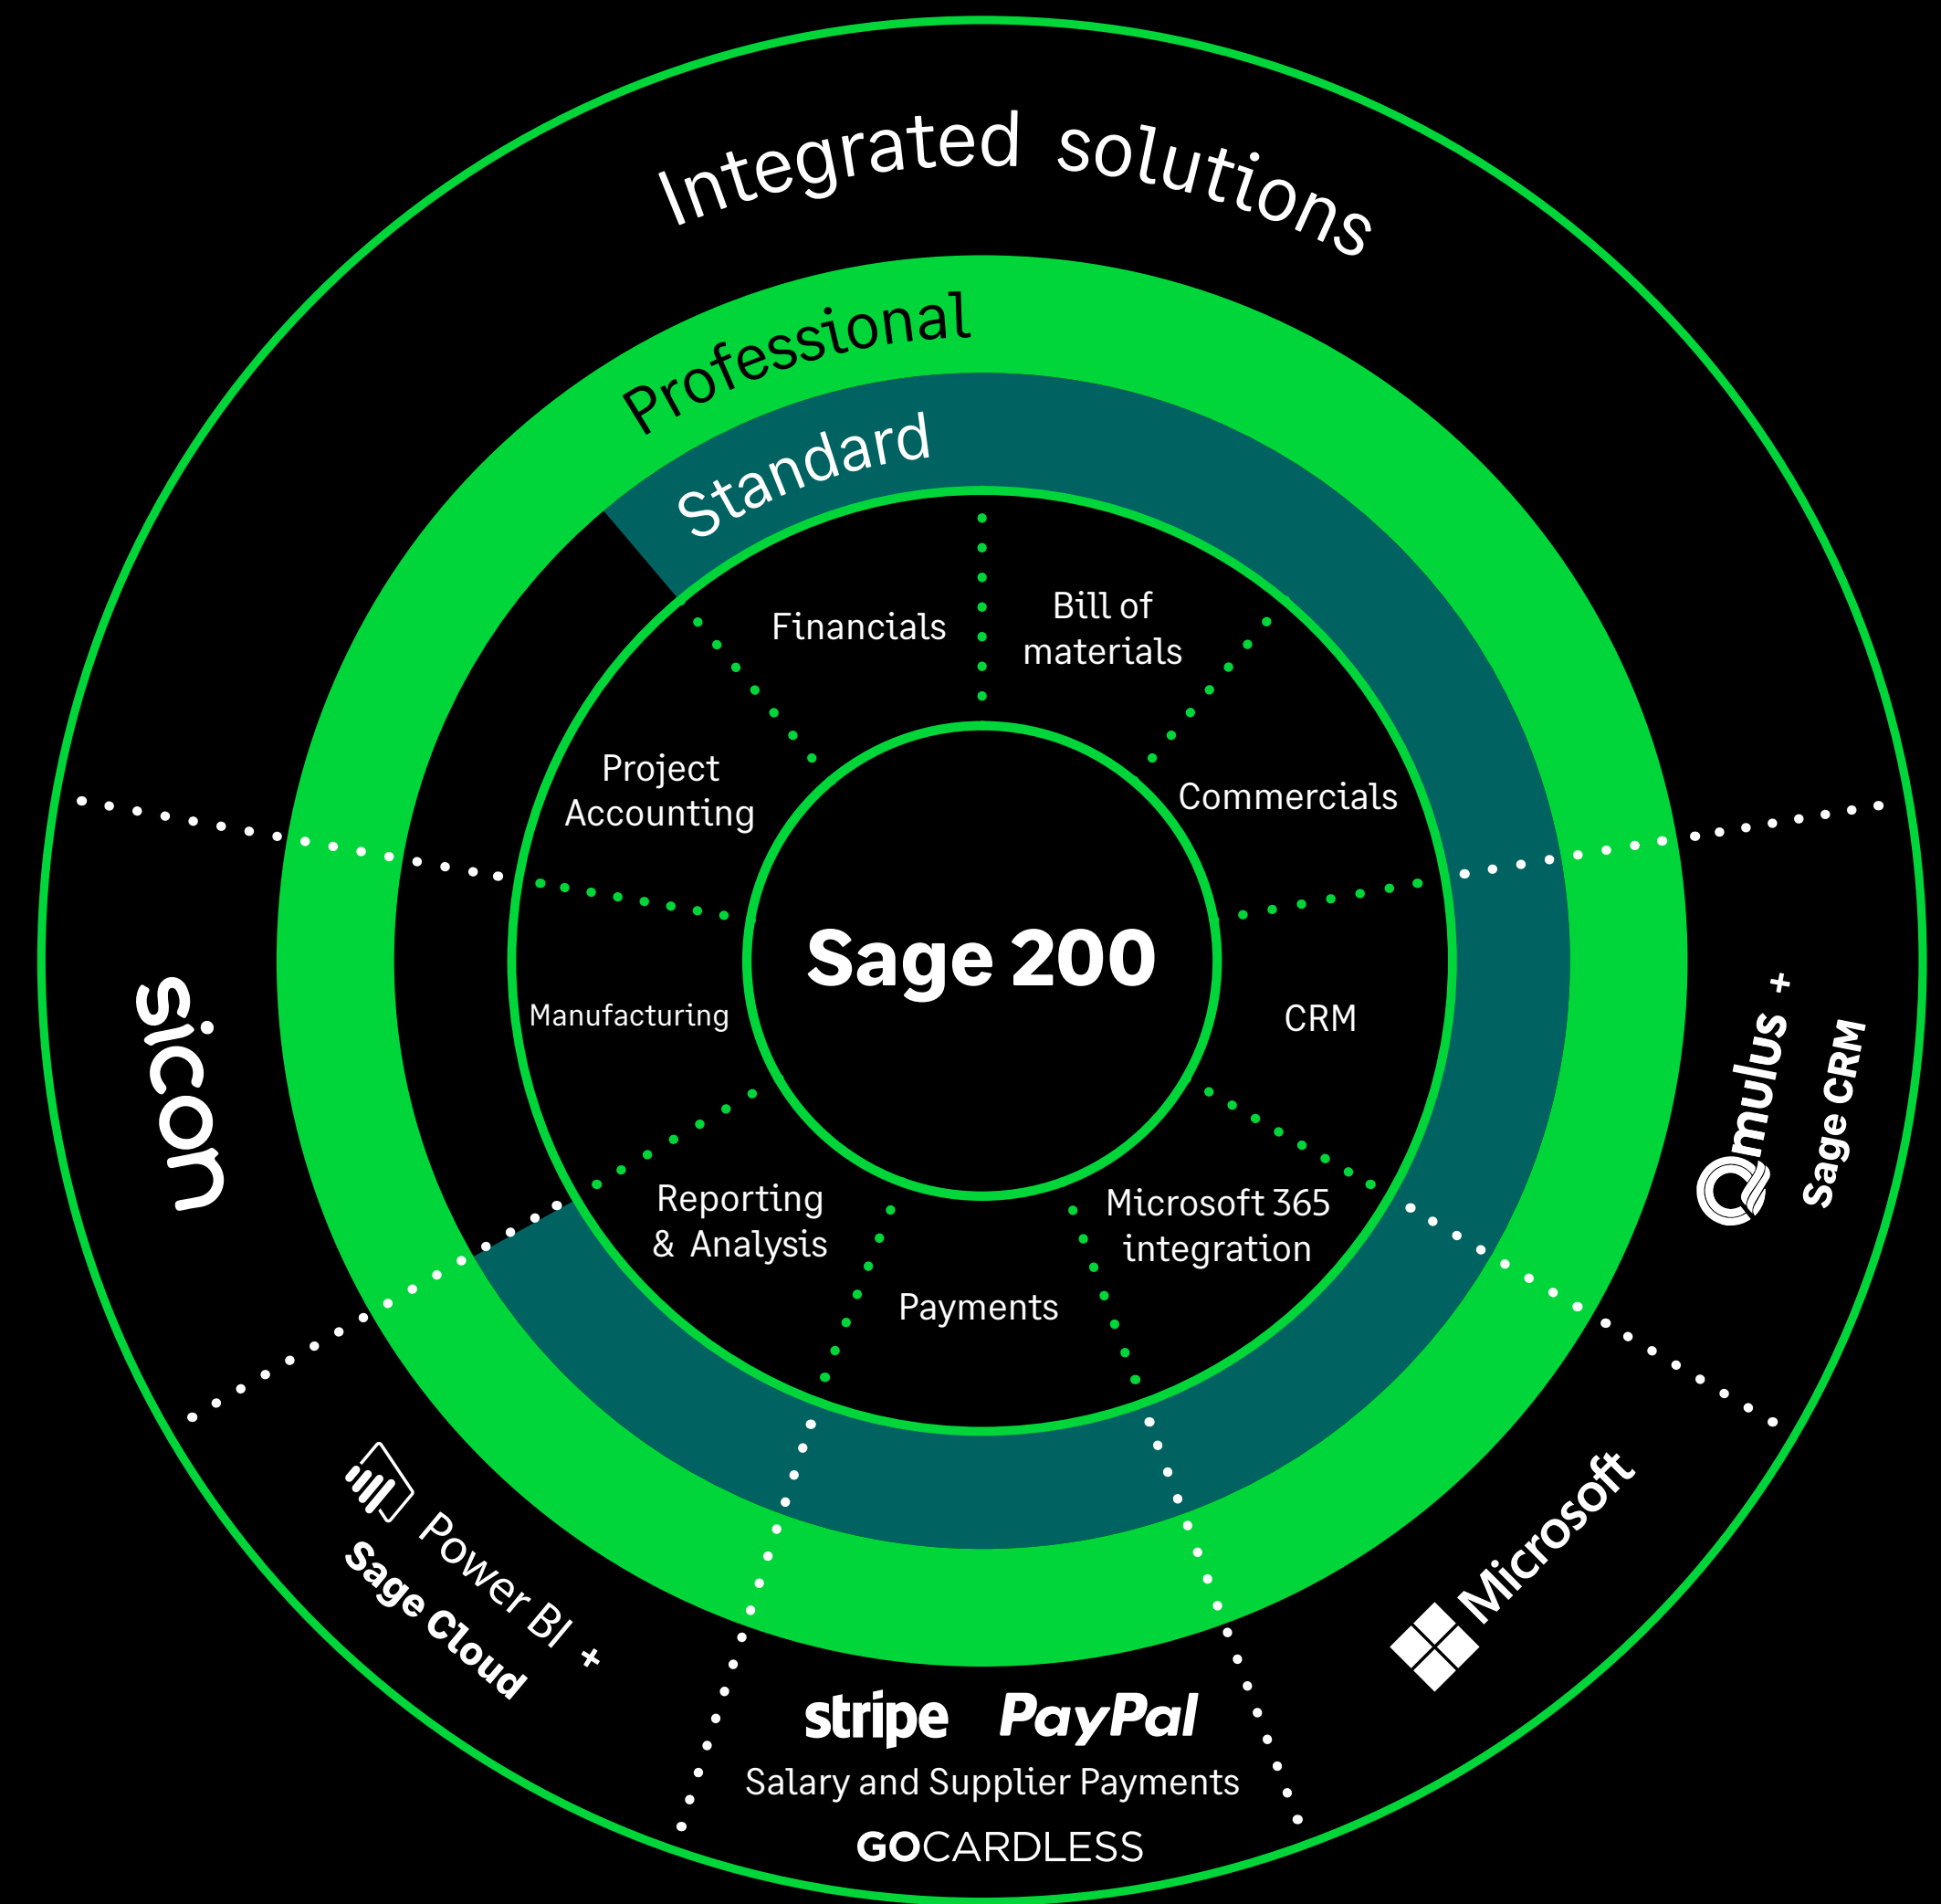 Integrated solutions
Professional
Standard
Financials
Bill of
materials
Project
Accounting
Commercials
Sage 200
Manufacturing
CRM
Reporting
& Analysis
Microsoft 365
integration
Payments
sicon
Qmulus +
Sage CRM
Power BI +
Sage Cloud
Microsoft
stripe PayPal
Salary and Supplier Payments
GOCARDLESS